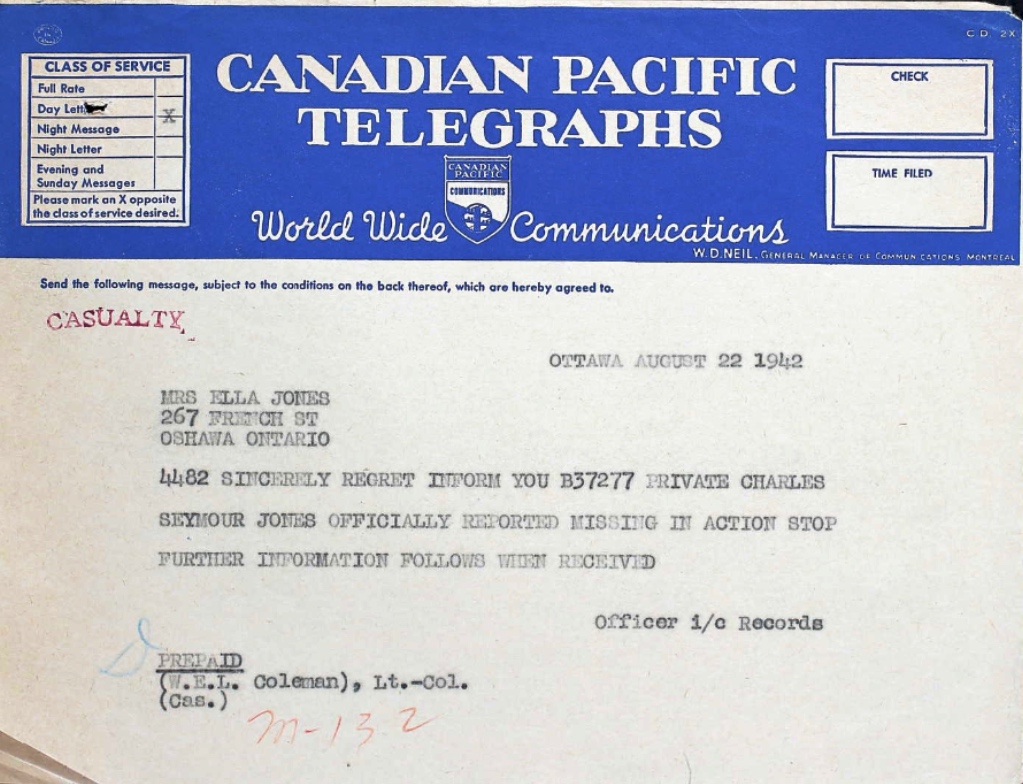 C.D. 2X
CLASS OF SERVICE
Full Rate
Day Lett
X
Night Message
Night Letter
Evening and
Sunday Messages
Please mark an X opposite
the class of service desired.
CANADIAN PACIFIC
TELEGRAPHS
CANADIAN
PACIFIC
COMMUNICATIONS
World Wide Communications
CHECK
TIME FILED
W.D. NEIL, GENERAL MANAGER OF COMMUNICATIONS, MONTREAL
Send the following message, subject to the conditions on the back thereof, which are hereby agreed to.
CASUALTY
OTTAWA AUGUST 22 1942
MRS ELLA JONES
267 FRENCH ST
OSHAWA ONTARIO
4482 SINCERELY REGRET INFORM YOU B37277 PRIVATE CHARLES
SEYMOUR JONES OFFICIALLY REPORTED MISSING IN ACTION STOP
FURTHER INFORMATION FOLLOWS WHEN RECEIVED
Officer i/c Records
PREPAID
(W.E.L. Coleman), Lt.-Col.
(Cas.)
M-132